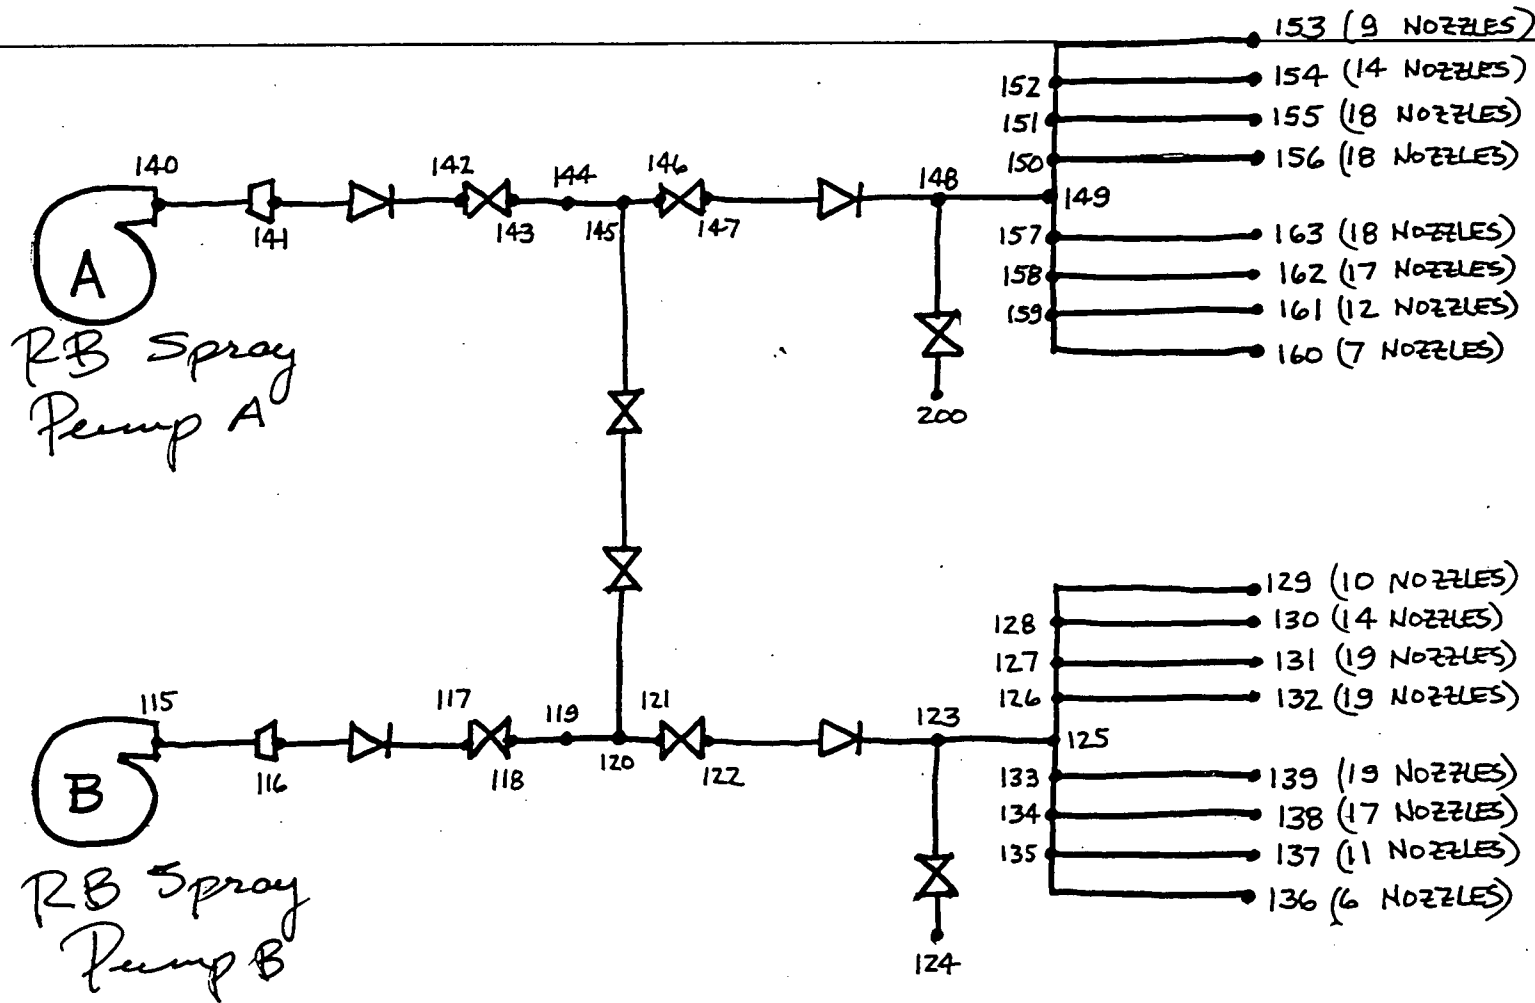 153 (9 NOZZLES)
152 154 (14 NOZZLES)
151 155 (18 NOZZLES)
150 156 (18 NOZZLES)
140 142 144 146 148
149
141 143 145 147
157 163 (18 NOZZLES)
158 162 (17 NOZZLES)
159 161 (12 NOZZLES)
160 (7 NOZZLES)
A
RB Spray
Pump A
200
129 (10 NOZZLES)
128 130 (14 NOZZLES)
127 131 (19 NOZZLES)
126 132 (19 NOZZLES)
115 117 119 121 123
125
116 118 120 122
133 139 (19 NOZZLES)
134 138 (17 NOZZLES)
135 137 (11 NOZZLES)
136 (6 NOZZLES)
B
RB Spray
Pump B
124